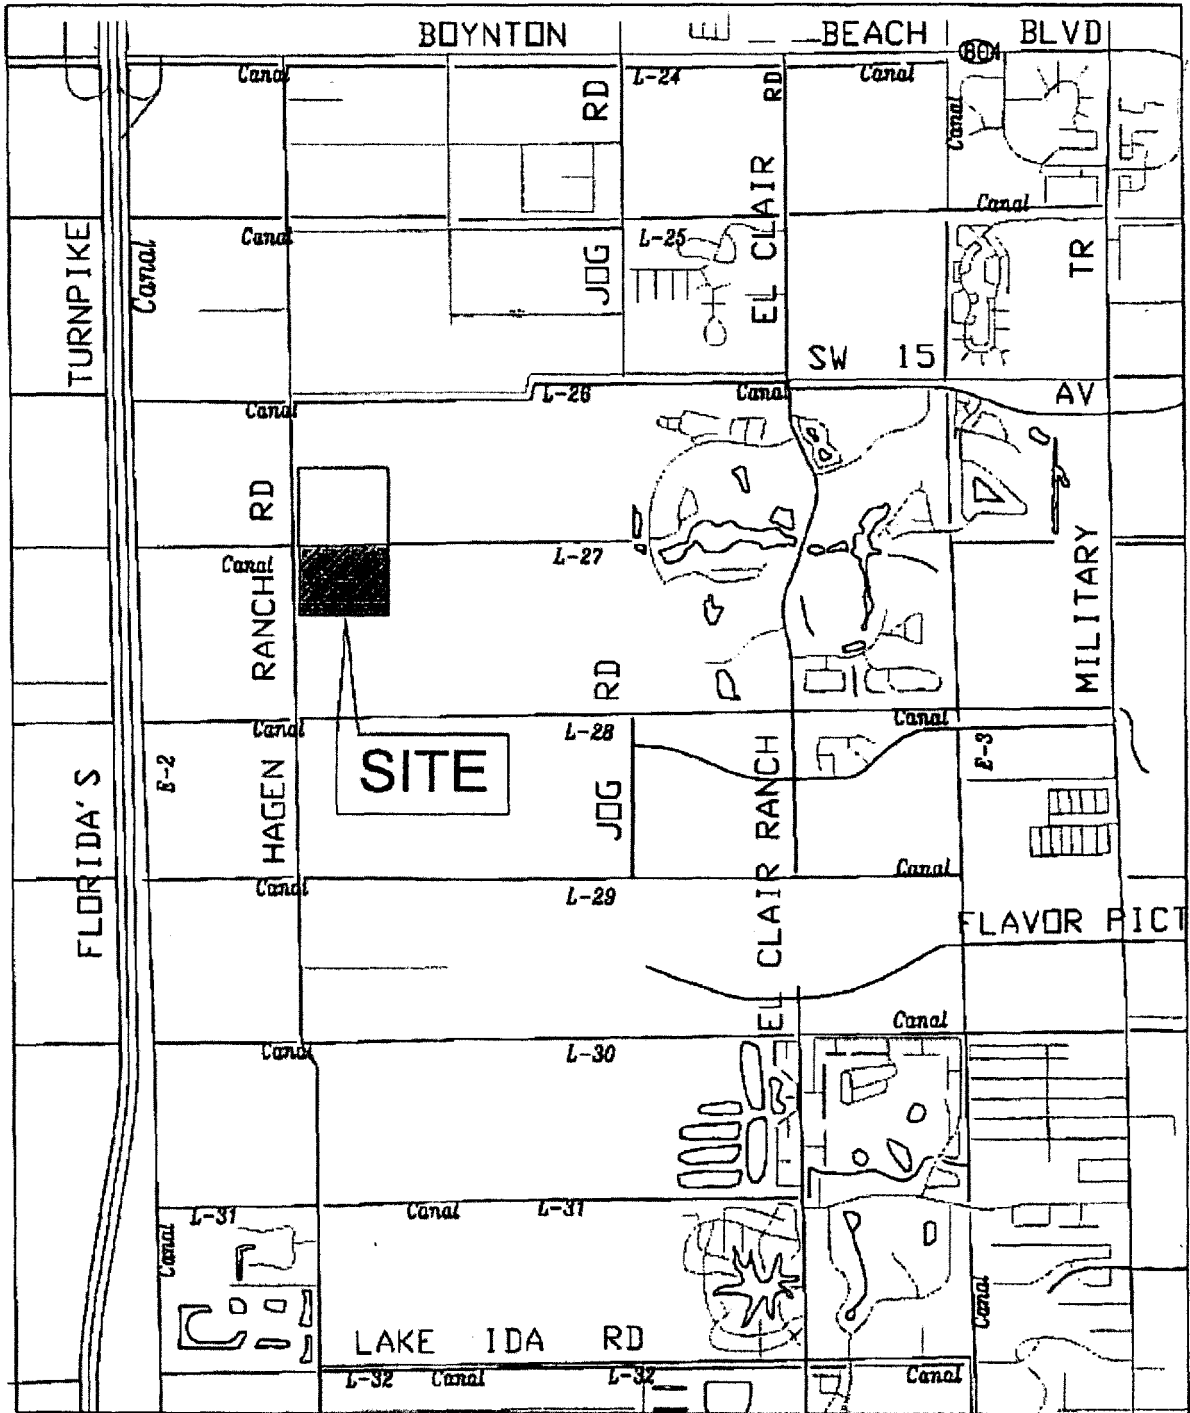 BOYNTON BEACH BLVD
804
Canal
L-24
Canal
RD
RD
Canal
Canal
Canal
L-25
Canal
TURNPIKE
JOG
EL CLAIR
TR
SW 15
AV
L-26
Canal
Canal
RD
Canal
L-27
RANCH
MILITARY
RD
Canal
L-28
Canal
SITE
E-2
E-3
HAGEN
JOG
FLORIDA'S
EL CLAIR RANCH
Canal
Canal
L-29
FLAVOR PICT
Canal
Canal
L-30
L-31
Canal
L-31
Canal
Canal
LAKE IDA RD
L-32
Canal
L-32
Canal